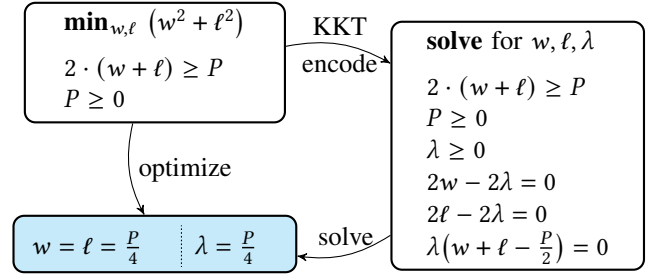 min_{w,ℓ} (w² + ℓ²)
2 · (w + ℓ) ≥ P
P ≥ 0
KKT
encode
solve for w, ℓ, λ
2 · (w + ℓ) ≥ P
P ≥ 0
λ ≥ 0
2w − 2λ = 0
2ℓ − 2λ = 0
λ(w + ℓ − P/2) = 0
optimize
solve
w = ℓ = P/4 λ = P/4